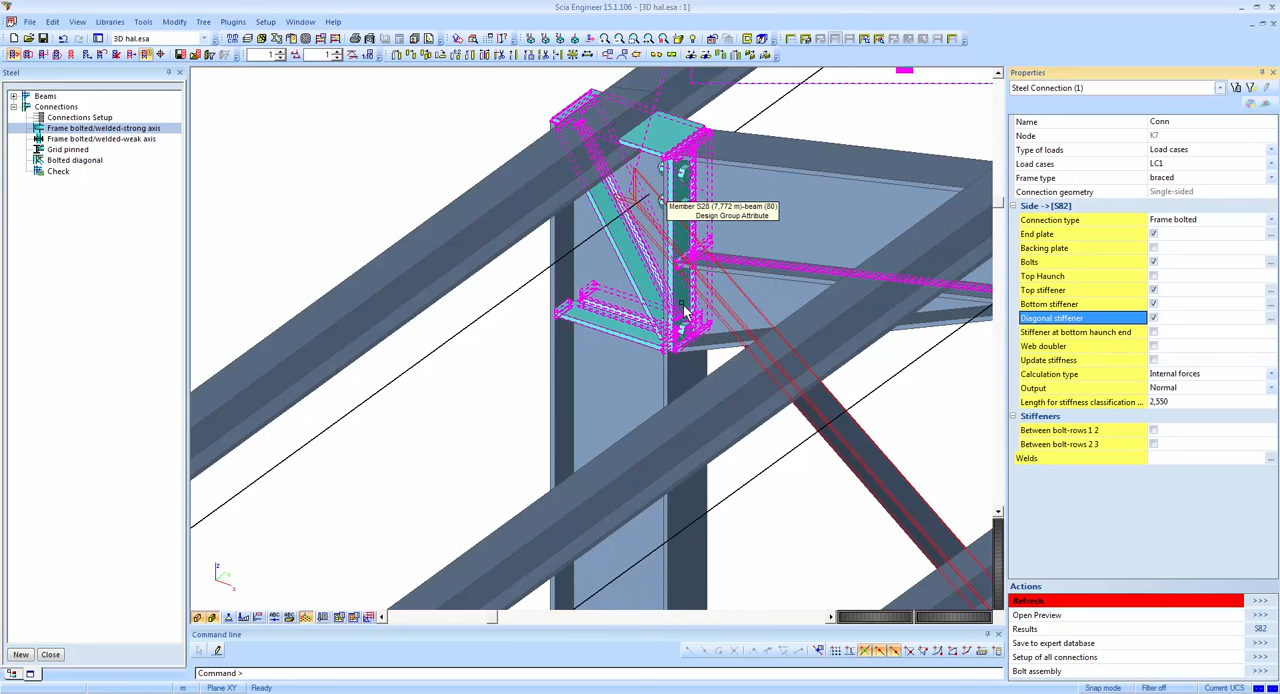 Scia Engineer 15.1.106 - [3D hal.esa : 1]
File Edit View Libraries Tools Modify Tree Plugins Setup Window Help
3D hal.esa
1 1
Steel
Beams
Connections
Connections Setup
Frame bolted/welded-strong axis
Frame bolted/welded-weak axis
Grid pinned
Bolted diagonal
Check
New Close
Member S28 (7,772 m)-beam (80)
Design Group Attribute
z
y
x
Command line
Command >
Properties
Steel Connection (1)
Name Conn
Node K7
Type of loads Load cases
Load cases LC1
Frame type braced
Connection geometry Single-sided
Side ->[S82]
Connection type Frame bolted
End plate
Backing plate
Bolts
Top Haunch
Top stiffener
Bottom stiffener
Diagonal stiffener
Stiffener at bottom haunch end
Web doubler
Update stiffness
Calculation type Internal forces
Output Normal
Length for stiffness classification ... 2,550
Stiffeners
Between bolt-rows 1 2
Between bolt-rows 2 3
Welds
Actions
Refresh >>>
Open Preview >>>
Results S82
Save to expert database >>>
Setup of all connections >>>
Bolt assembly >>>
m Plane XY Ready Snap mode Filter off Current UCS